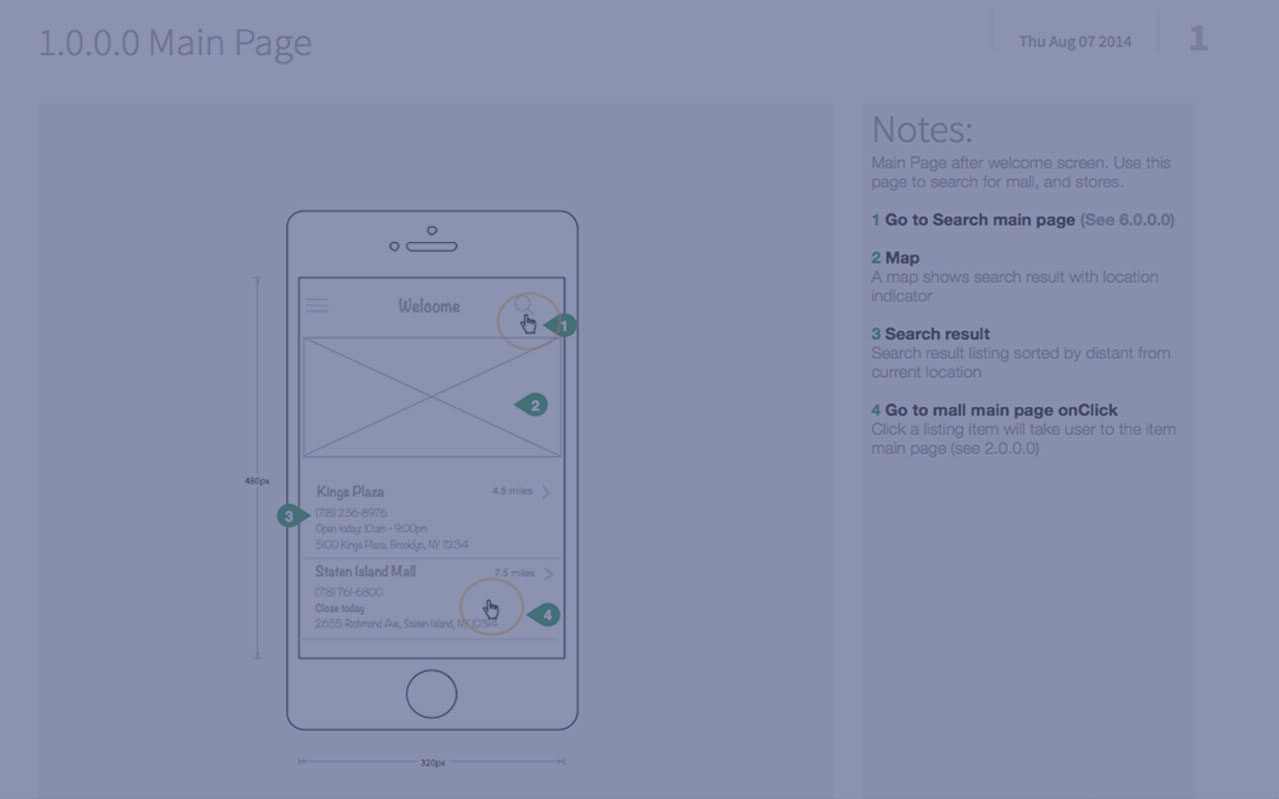 1.0.0.0 Main Page
Thu Aug 07 2014
1
Welcome
1
2
480px
Kings Plaza
4.5 miles
3
(718) 236-8976
Open today: 10am - 9:00pm
5100 Kings Plaza, Brooklyn, NY 11234
Staten Island Mall
7.5 miles
(718) 761-6800
Close today
4
2655 Richmond Ave, Staten Island, NY 10314
320px
Notes:
Main Page after welcome screen. Use this
page to search for mall, and stores.
1 Go to Search main page (See 6.0.0.0)
2 Map
A map shows search result with location
indicator
3 Search result
Search result listing sorted by distant from
current location
4 Go to mall main page onClick
Click a listing item will take user to the item
main page (see 2.0.0.0)